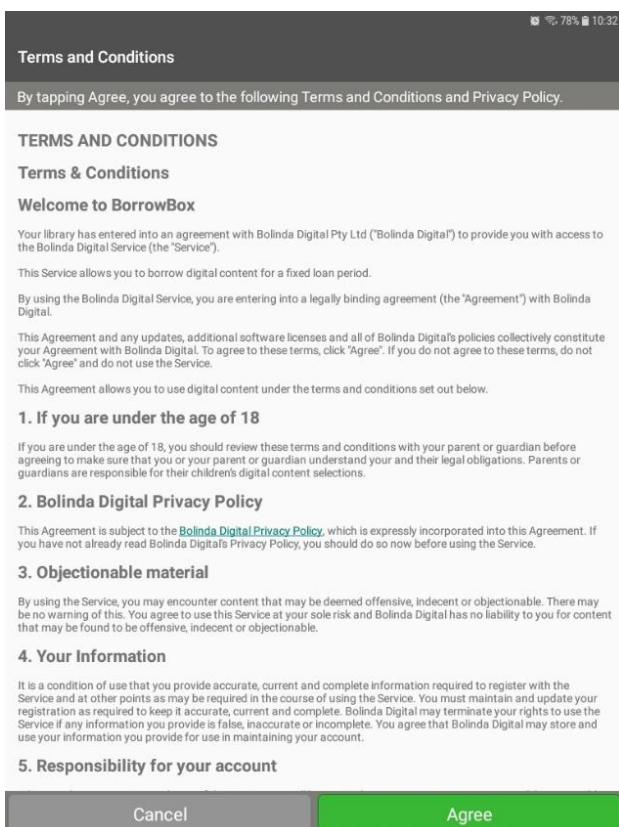 78% 10:32
Terms and Conditions
By tapping Agree, you agree to the following Terms and Conditions and Privacy Policy.
TERMS AND CONDITIONS
Terms & Conditions
Welcome to BorrowBox
Your library has entered into an agreement with Bolinda Digital Pty Ltd ("Bolinda Digital") to provide you with access to
the Bolinda Digital Service (the "Service").
This Service allows you to borrow digital content for a fixed loan period.
By using the Bolinda Digital Service, you are entering into a legally binding agreement (the "Agreement") with Bolinda
Digital.
This Agreement and any updates, additional software licenses and all of Bolinda Digital's policies collectively constitute
your Agreement with Bolinda Digital. To agree to these terms, click "Agree". If you do not agree to these terms, do not
click "Agree" and do not use the Service.
This Agreement allows you to use digital content under the terms and conditions set out below.
1. If you are under the age of 18
If you are under the age of 18, you should review these terms and conditions with your parent or guardian before
agreeing to make sure that you or your parent or guardian understand your and their legal obligations. Parents or
guardians are responsible for their children's digital content selections.
2. Bolinda Digital Privacy Policy
This Agreement is subject to the Bolinda Digital Privacy Policy, which is expressly incorporated into this Agreement. If
you have not already read Bolinda Digital's Privacy Policy, you should do so now before using the Service.
3. Objectionable material
By using the Service, you may encounter content that may be deemed offensive, indecent or objectionable. There may
be no warning of this. You agree to use this Service at your sole risk and Bolinda Digital has no liability to you for content
that may be found to be offensive, indecent or objectionable.
4. Your Information
It is a condition of use that you provide accurate, current and complete information required to register with the
Service and at other points as may be required in the course of using the Service. You must maintain and update your
registration as required to keep it accurate, current and complete. Bolinda Digital may terminate your rights to use the
Service if any information you provide is false, inaccurate or incomplete. You agree that Bolinda Digital may store and
use your information you provide for use in maintaining your account.
5. Responsibility for your account
Cancel
Agree